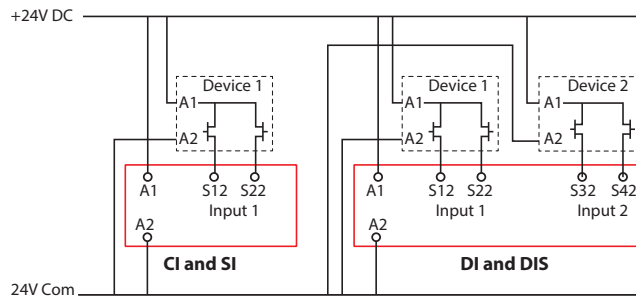 +24V DC
Device 1
A1
A2
A1
S12
S22
Input 1
A2
CI and SI
Device 1
A1
A2
Device 2
A1
A2
A1
S12
S22
Input 1
S32
S42
Input 2
A2
DI and DIS
24V Com